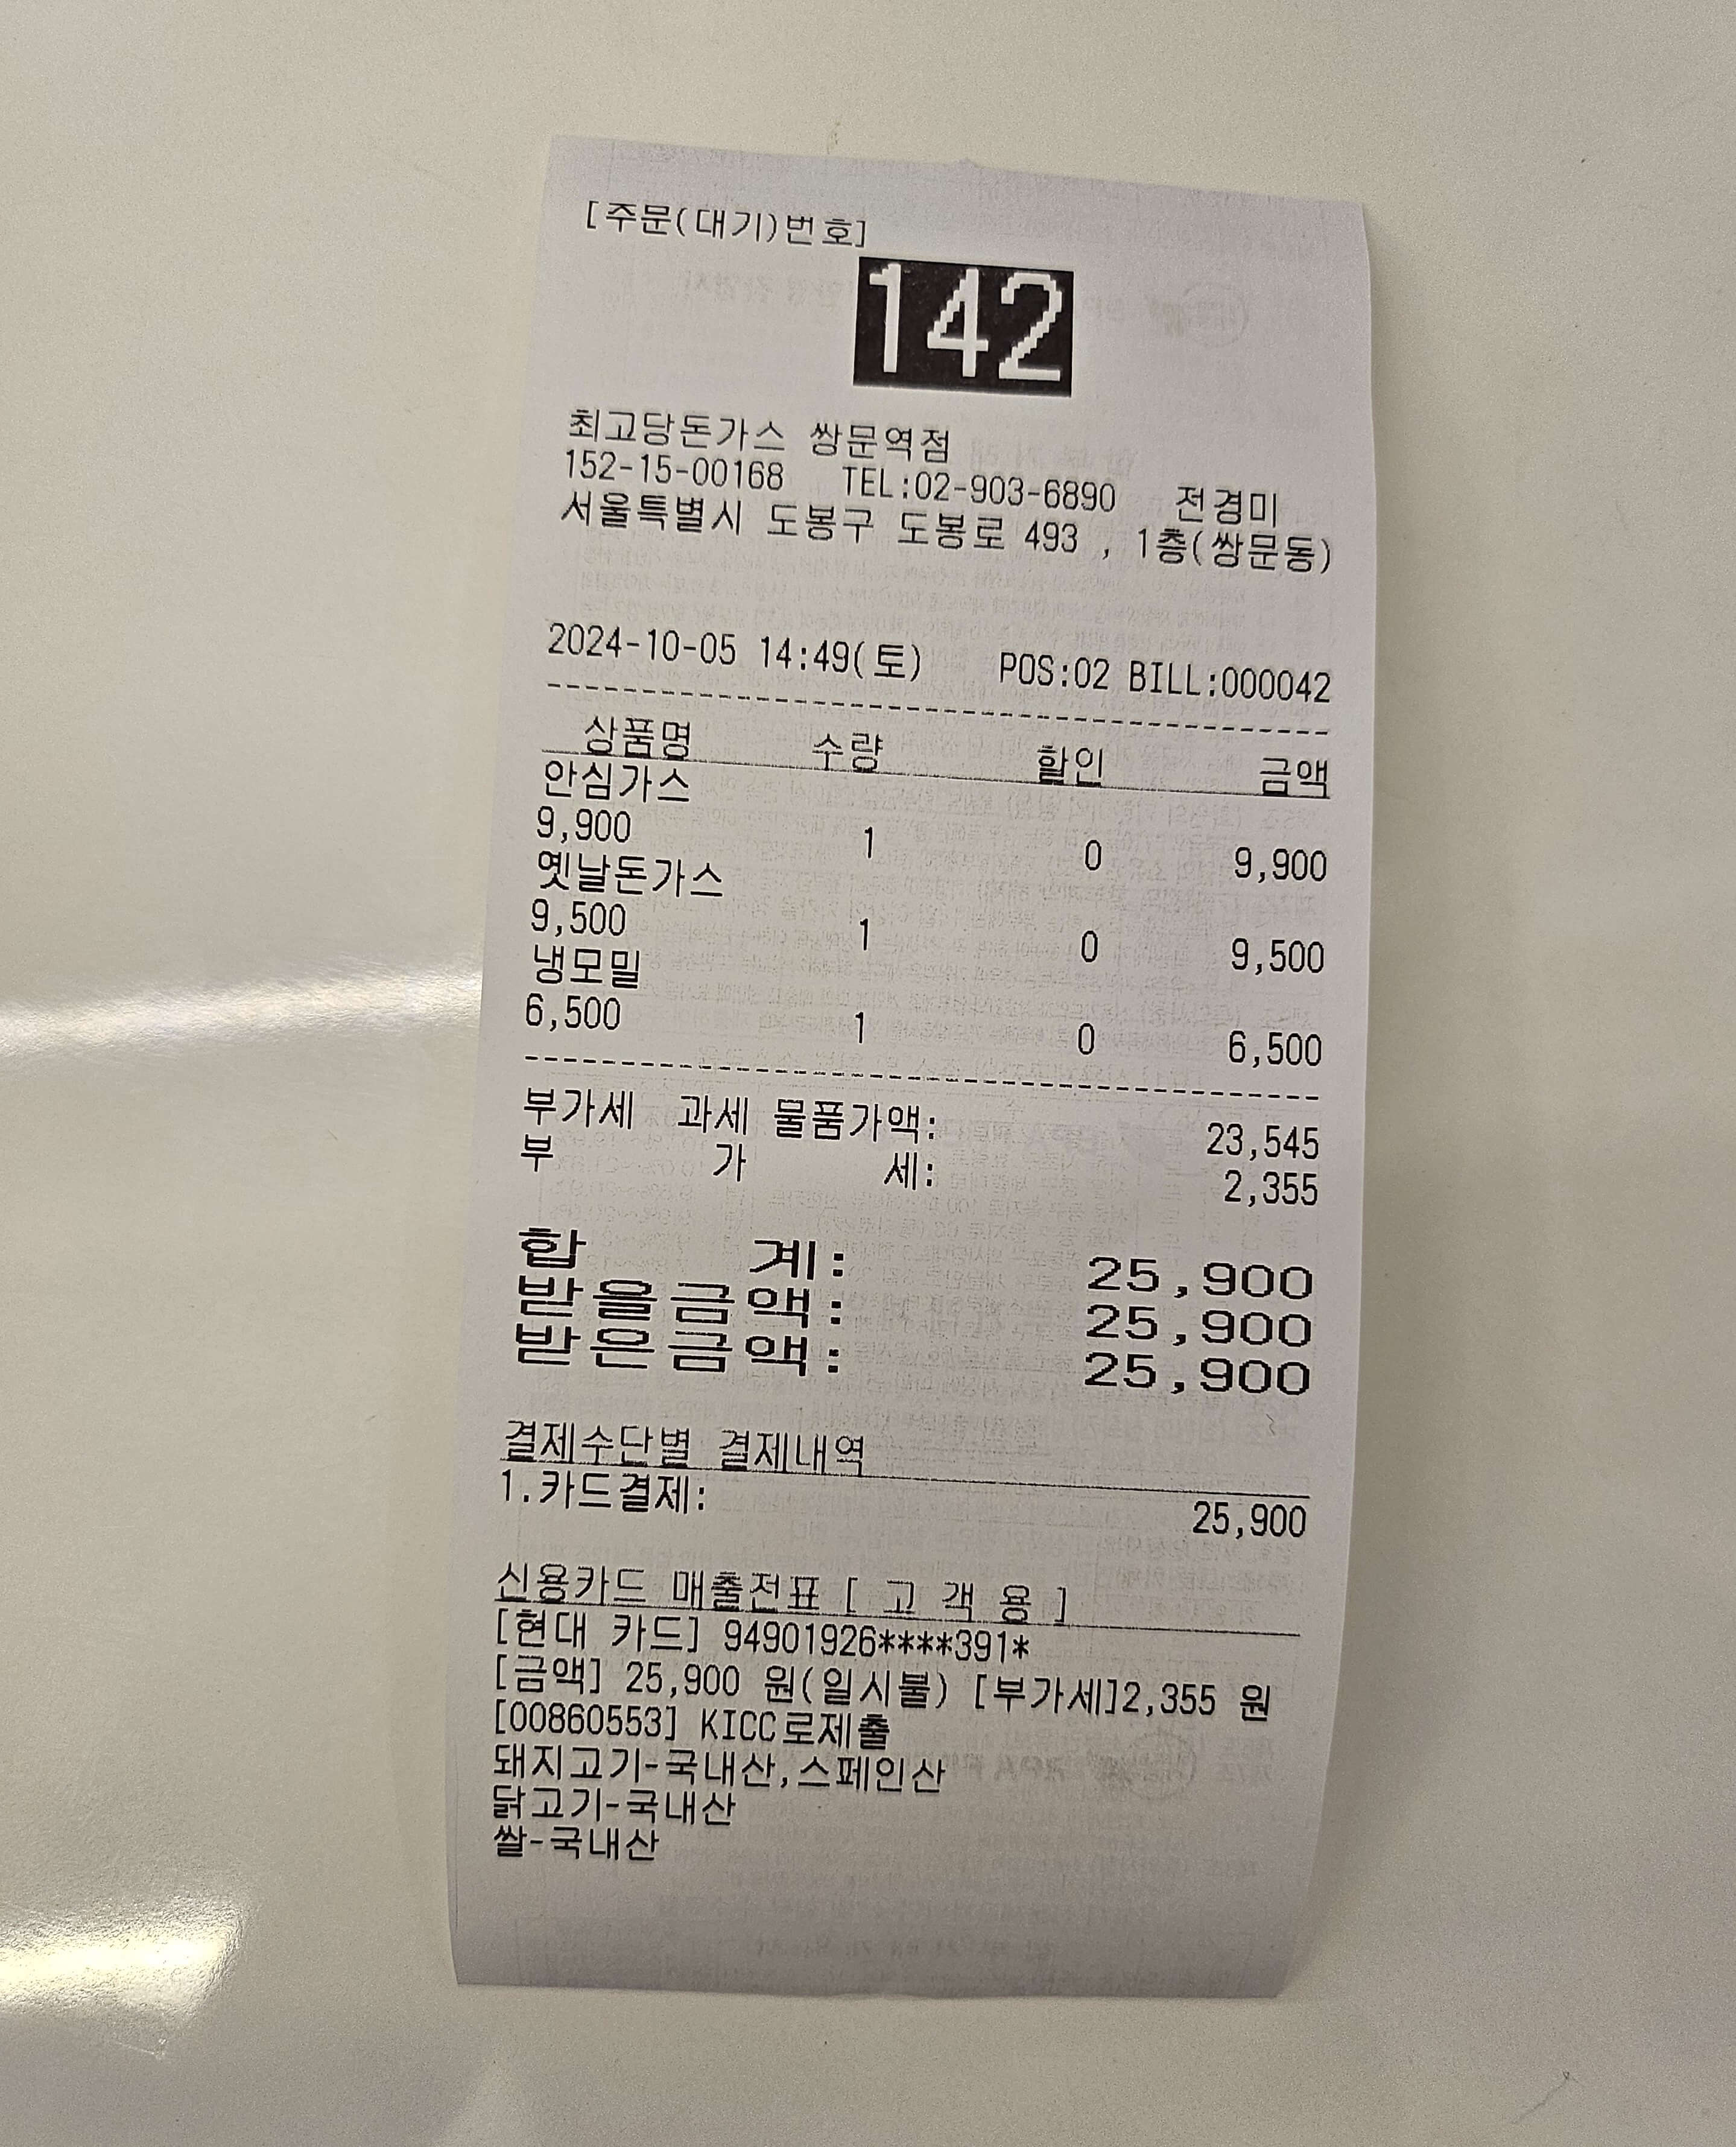 [주문(대기)번호]
142
최고당돈가스 쌍문역점
152-15-00168 TEL:02-903-6890 전경미
서울특별시 도봉구 도봉로 493 , 1층(쌍문동)
2024-10-05 14:49(토) POS:02 BILL:000042
상품명 수량 할인 금액
안심가스
9,900 1 0 9,900
옛날돈가스
9,500 1 0 9,500
냉모밀
6,500 1 0 6,500
부가세 과세 물품가액: 23,545
부 가 세: 2,355
합 계: 25,900
받을금액: 25,900
받은금액: 25,900
결제수단별 결제내역
1.카드결제: 25,900
신용카드 매출전표 [ 고 객 용 ]
[현대 카드] 94901926****391*
[금액] 25,900 원(일시불) [부가세]2,355 원
[00860553] KICC로제출
돼지고기-국내산,스페인산
닭고기-국내산
쌀-국내산